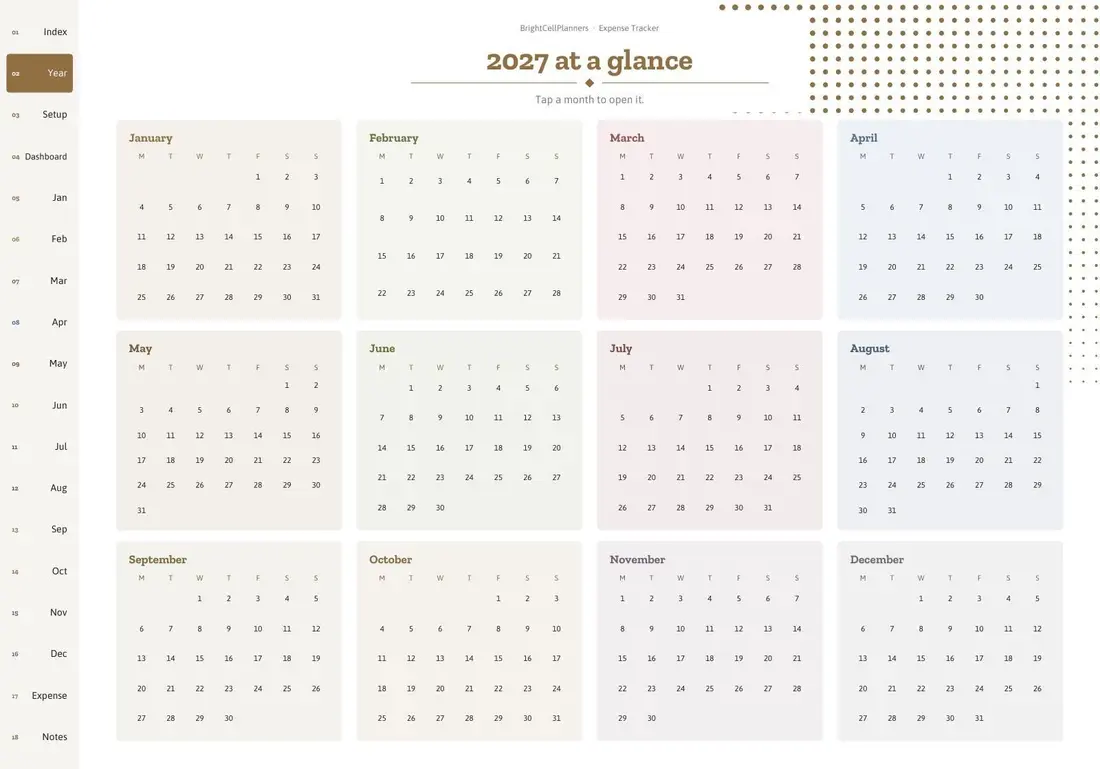 01 Index
02 Year
03 Setup
04 Dashboard
05 Jan
06 Feb
07 Mar
08 Apr
09 May
10 Jun
11 Jul
12 Aug
13 Sep
14 Oct
15 Nov
16 Dec
17 Expense
18 Notes
BrightCellPlanners · Expense Tracker
2027 at a glance
Tap a month to open it.
January
M T W T F S S
1 2 3
4 5 6 7 8 9 10
11 12 13 14 15 16 17
18 19 20 21 22 23 24
25 26 27 28 29 30 31
February
M T W T F S S
1 2 3 4 5 6 7
8 9 10 11 12 13 14
15 16 17 18 19 20 21
22 23 24 25 26 27 28
March
M T W T F S S
1 2 3 4 5 6 7
8 9 10 11 12 13 14
15 16 17 18 19 20 21
22 23 24 25 26 27 28
29 30 31
April
M T W T F S S
1 2 3 4
5 6 7 8 9 10 11
12 13 14 15 16 17 18
19 20 21 22 23 24 25
26 27 28 29 30
May
M T W T F S S
1 2
3 4 5 6 7 8 9
10 11 12 13 14 15 16
17 18 19 20 21 22 23
24 25 26 27 28 29 30
31
June
M T W T F S S
1 2 3 4 5 6
7 8 9 10 11 12 13
14 15 16 17 18 19 20
21 22 23 24 25 26 27
28 29 30
July
M T W T F S S
1 2 3 4
5 6 7 8 9 10 11
12 13 14 15 16 17 18
19 20 21 22 23 24 25
26 27 28 29 30 31
August
M T W T F S S
1
2 3 4 5 6 7 8
9 10 11 12 13 14 15
16 17 18 19 20 21 22
23 24 25 26 27 28 29
30 31
September
M T W T F S S
1 2 3 4 5
6 7 8 9 10 11 12
13 14 15 16 17 18 19
20 21 22 23 24 25 26
27 28 29 30
October
M T W T F S S
1 2 3
4 5 6 7 8 9 10
11 12 13 14 15 16 17
18 19 20 21 22 23 24
25 26 27 28 29 30 31
November
M T W T F S S
1 2 3 4 5 6 7
8 9 10 11 12 13 14
15 16 17 18 19 20 21
22 23 24 25 26 27 28
29 30
December
M T W T F S S
1 2 3 4 5
6 7 8 9 10 11 12
13 14 15 16 17 18 19
20 21 22 23 24 25 26
27 28 29 30 31